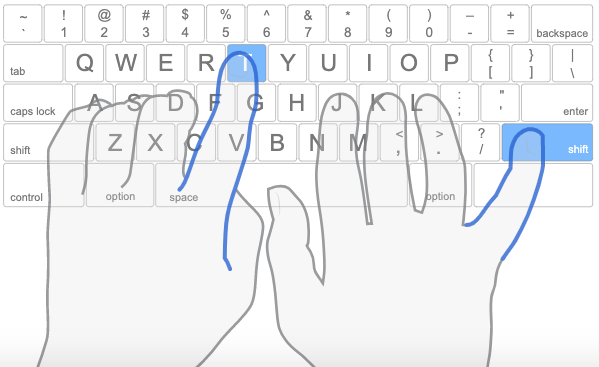 ~ ! @ # $ % ^ & * ( ) – + backspace
` 1 2 3 4 5 6 7 8 9 0 - =
tab Q W E R T Y U I O P { } |
[ ] \
caps lock A S D F G H J K L : " enter
; '
shift Z X C V B N M < > ? shift
, . /
control option space option